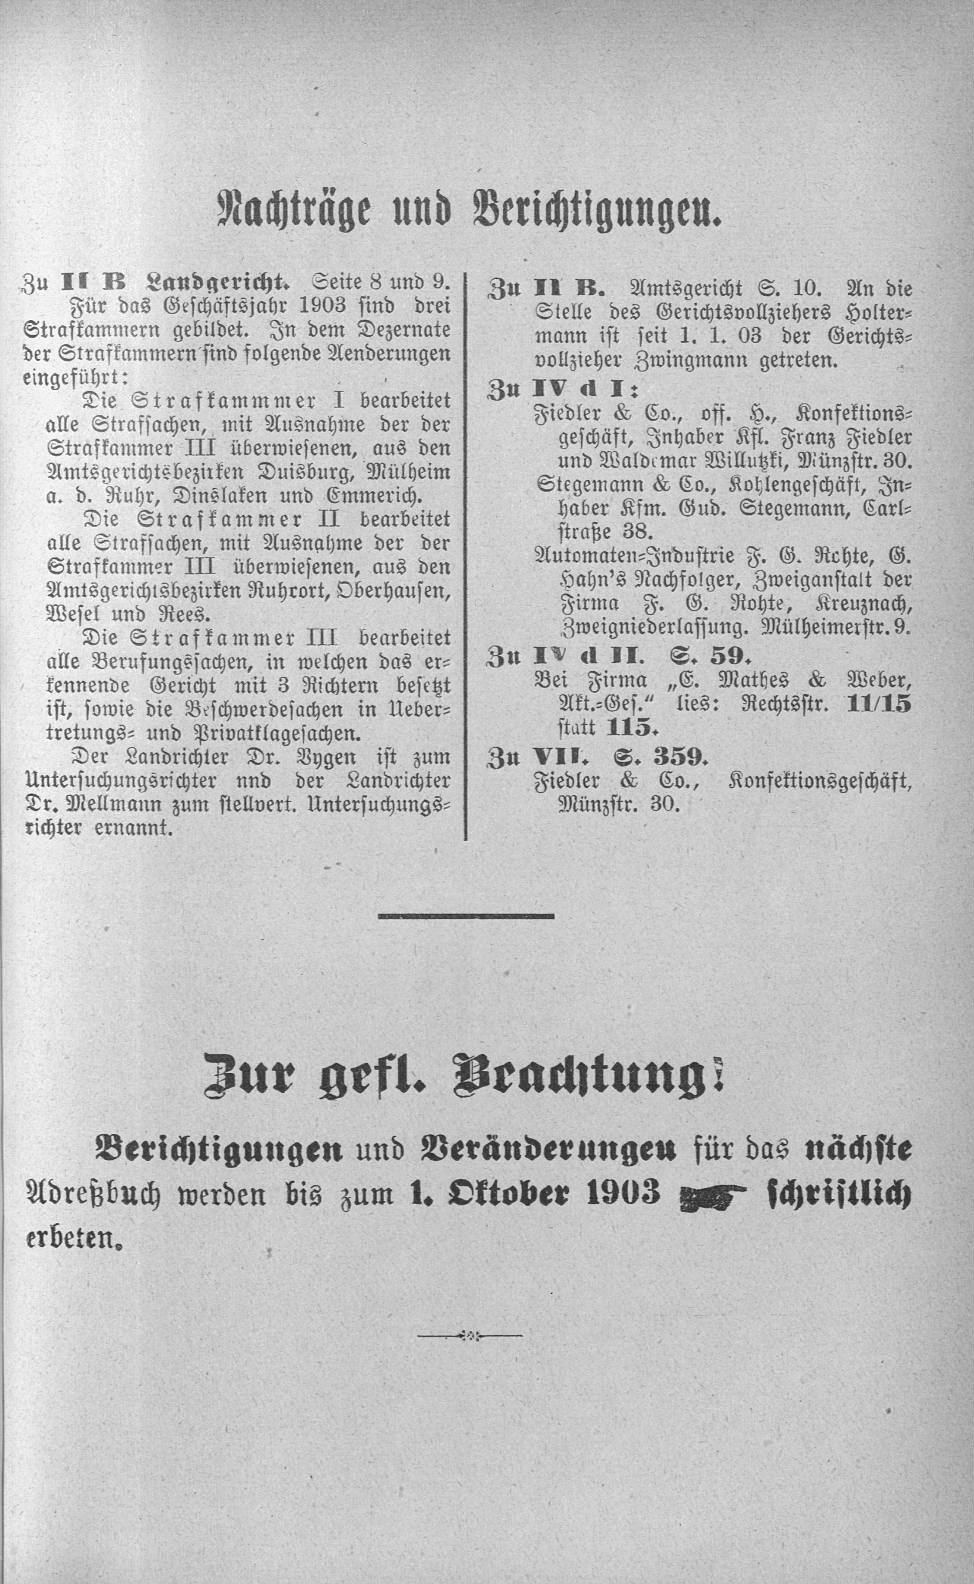 Nachträge und Berichtigungen.
Zu II B Landgericht. Seite 8 und 9.
Für das Geschäftsjahr 1903 sind drei
Strafkammern gebildet. In dem Dezernate
der Strafkammern sind folgende Aenderungen
eingeführt:
Die Strafkammmer I bearbeitet
alle Strafsachen, mit Ausnahme der der
Strafkammer III überwiesenen, aus den
Amtsgerichtsbezirken Duisburg, Mülheim
a. d. Ruhr, Dinslaken und Emmerich.
Die Strafkammer II bearbeitet
alle Strafsachen, mit Ausnahme der der
Strafkammer III überwiesenen, aus den
Amtsgerichtsbezirken Ruhrort, Oberhausen,
Wesel und Rees.
Die Strafkammer III bearbeitet
alle Berufungssachen, in welchen das er-
kennende Gericht mit 3 Richtern besetzt
ist, sowie die Beschwerdesachen in Ueber-
tretungs- und Privatklagesachen.
Der Landrichter Dr. Vygen ist zum
Untersuchungsrichter nnd der Landrichter
Dr. Mellmann zum stellvert. Untersuchungs-
richter ernannt.
Zu II B. Amtsgericht S. 10. An die
Stelle des Gerichtsvollziehers Holter-
mann ist seit 1. 1. 03 der Gerichts-
vollzieher Zwingmann getreten.
Zu IV d I:
Fiedler & Co., off. H., Konfektions-
geschäft, Inhaber Kfl. Franz Fiedler
und Waldemar Willutzki, Münzstr. 30.
Stegemann & Co., Kohlengeschäft, In-
haber Kfm. Gud. Stegemann, Carl-
straße 38.
Automaten-Industrie F. G. Rohte, G.
Hahn's Nachfolger, Zweiganstalt der
Firma F. G. Rohte, Kreuznach,
Zweigniederlassung. Mülheimerstr. 9.
Zu IV d II. S. 59.
Bei Firma „E. Mathes & Weber,
Akt.-Ges." lies: Rechtsstr. 11/15
statt 115.
Zu VII. S. 359.
Fiedler & Co., Konfektionsgeschäft,
Münzstr. 30.
Zur gefl. Beachtung!
Berichtigungen und Veränderungen für das nächste
Adreßbuch werden bis zum 1. Oktober 1903 schriftlich
erbeten.